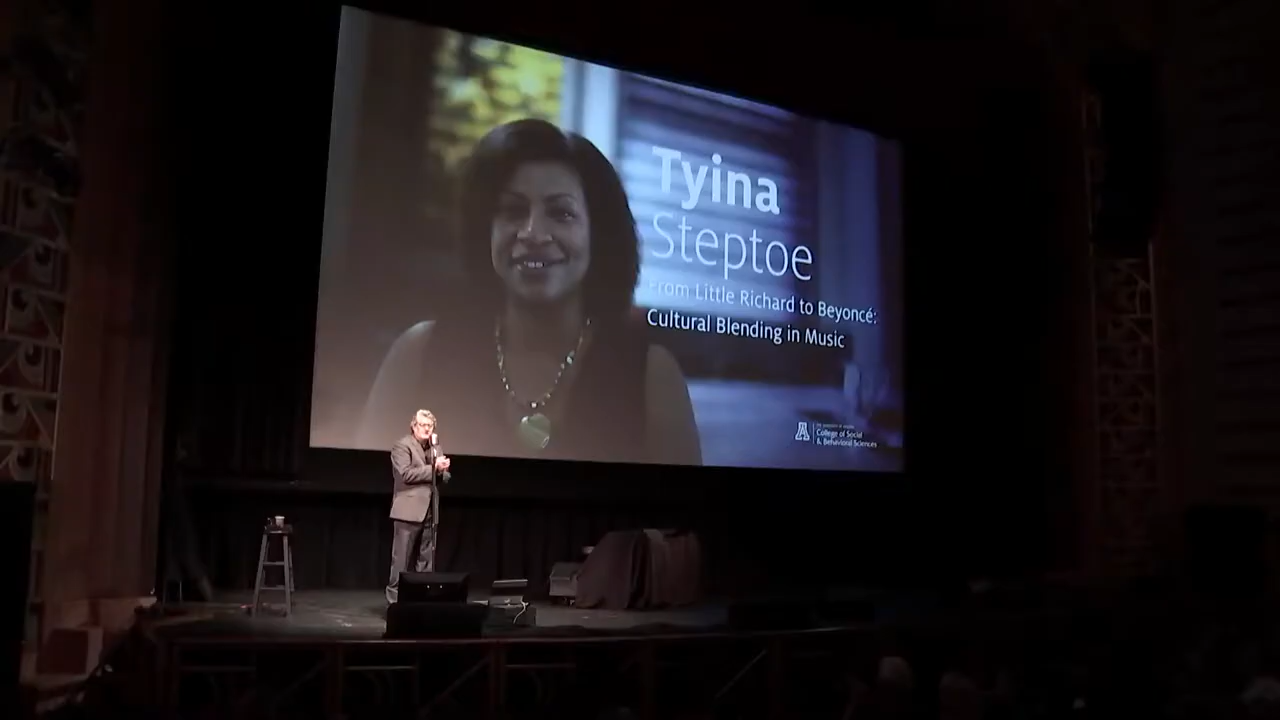 Tyina
Steptoe
From Little Richard to Beyoncé:
Cultural Blending in Music
A
College of Social
& Behavioral Sciences